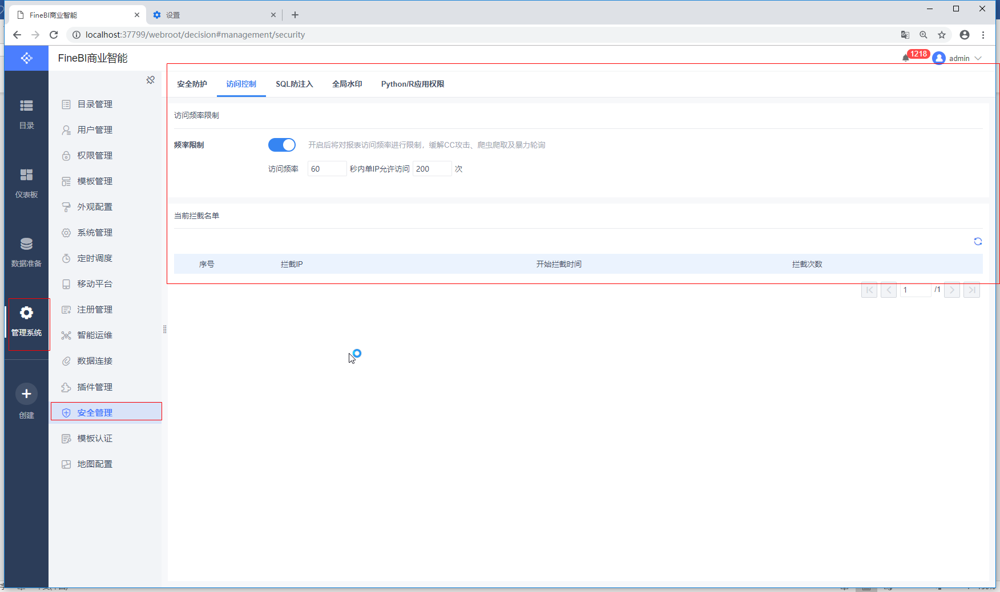 FineBI商业智能
设置
localhost:37799/webroot/decision#management/security
FineBI商业智能
1218
admin
目录
仪表板
数据准备
管理系统
创建
目录管理
用户管理
权限管理
模板管理
外观配置
系统管理
定时调度
移动平台
注册管理
智能运维
数据连接
插件管理
安全管理
模板认证
地图配置
安全防护 访问控制 SQL防注入 全局水印 Python/R应用权限
访问频率限制
频率限制 开启后将对报表访问频率进行限制，缓解CC攻击、爬虫爬取及暴力轮询
访问频率 60 秒内单IP允许访问 200 次
当前拦截名单
序号 拦截IP 开始拦截时间 拦截次数
1 /1